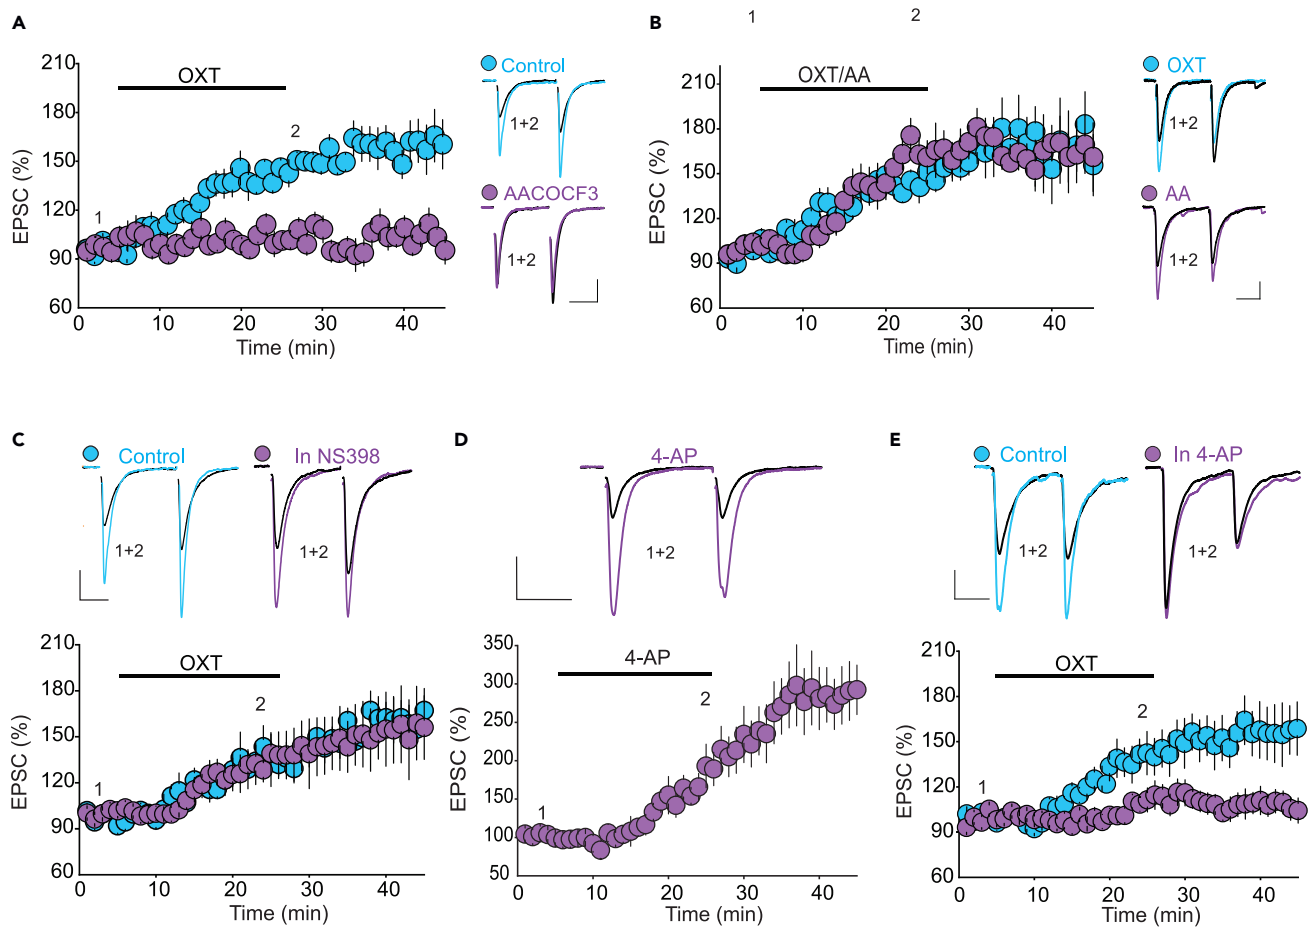 A
210
180
150
120
90
60
EPSC (%)
OXT
1
2
0 10 20 30 40
Time (min)
Control
1+2
AACOCF3
1+2
B
1 2
210
180
150
120
90
60
EPSC (%)
OXT/AA
0 10 20 30 40
Time (min)
OXT
1+2
AA
1+2
C
Control
In NS398
1+2
1+2
210
180
150
120
90
60
EPSC (%)
OXT
1
2
0 10 20 30 40
Time (min)
D
4-AP
1+2
350
300
250
200
150
100
50
EPSC (%)
4-AP
1
2
0 10 20 30 40
Time (min)
E
Control
In 4-AP
1+2
1+2
210
180
150
120
90
60
EPSC (%)
OXT
1
2
0 10 20 30 40
Time (min)